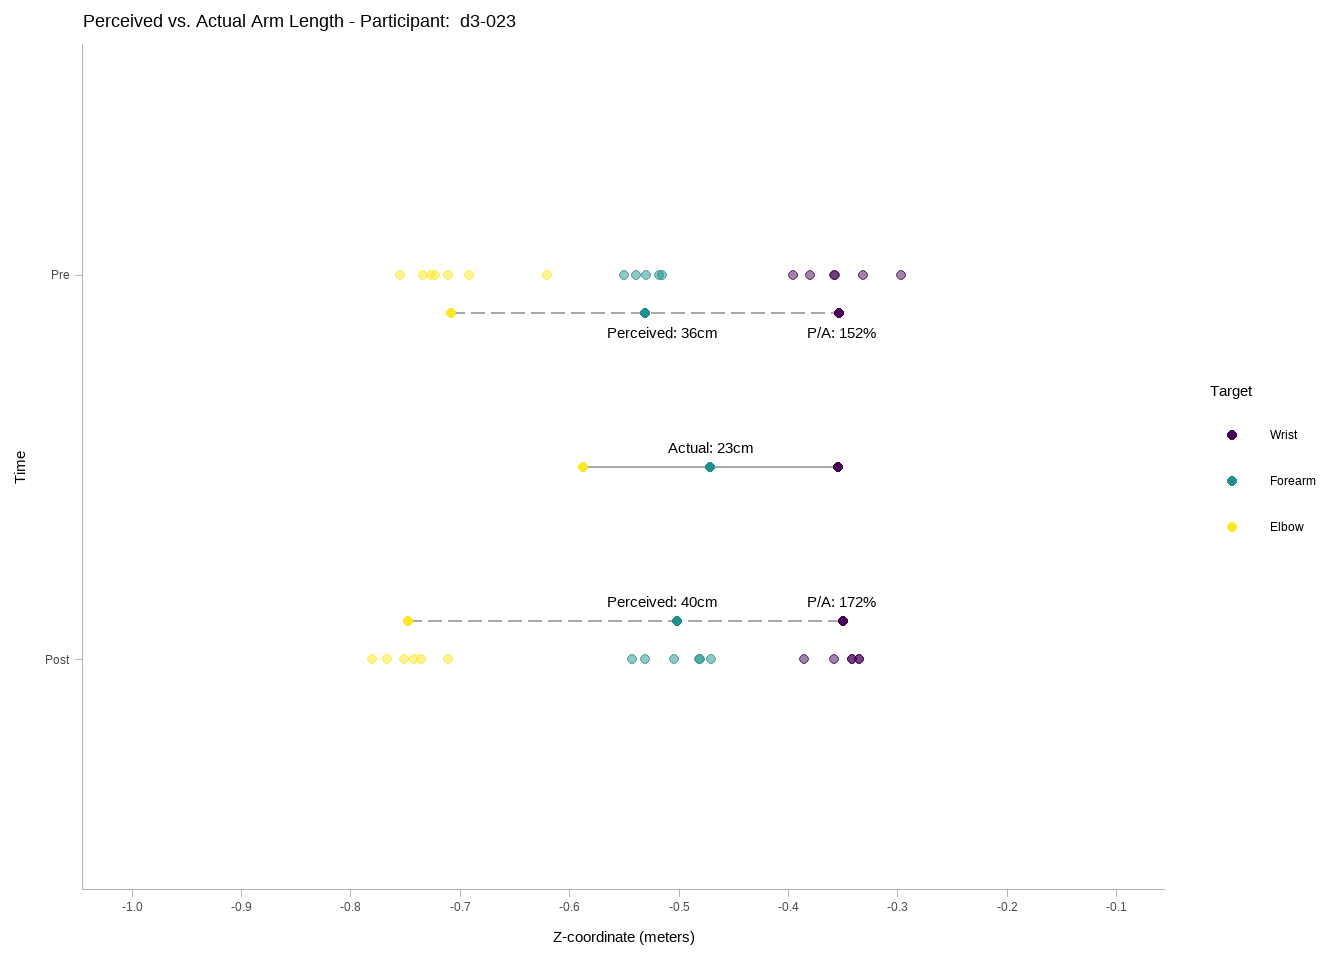 Perceived vs. Actual Arm Length - Participant:  d3-023
Pre
Perceived: 36cm
P/A: 152%
Actual: 23cm
Time
Perceived: 40cm
P/A: 172%
Post
-1.0
-0.9
-0.8
-0.7
-0.6
-0.5
-0.4
-0.3
-0.2
-0.1
Z-coordinate (meters)
Target
Wrist
Forearm
Elbow